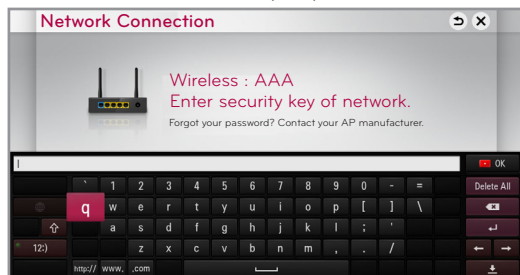 Network Connection
Wireless : AAA
Enter security key of network.
Forgot your password? Contact your AP manufacturer.
OK
` 1 2 3 4 5 6 7 8 9 0 - = Delete All
q w e r t y u i o p [ ] \
a s d f g h j k l ; '
12:) z x c v b n m , . /
http:// www. .com